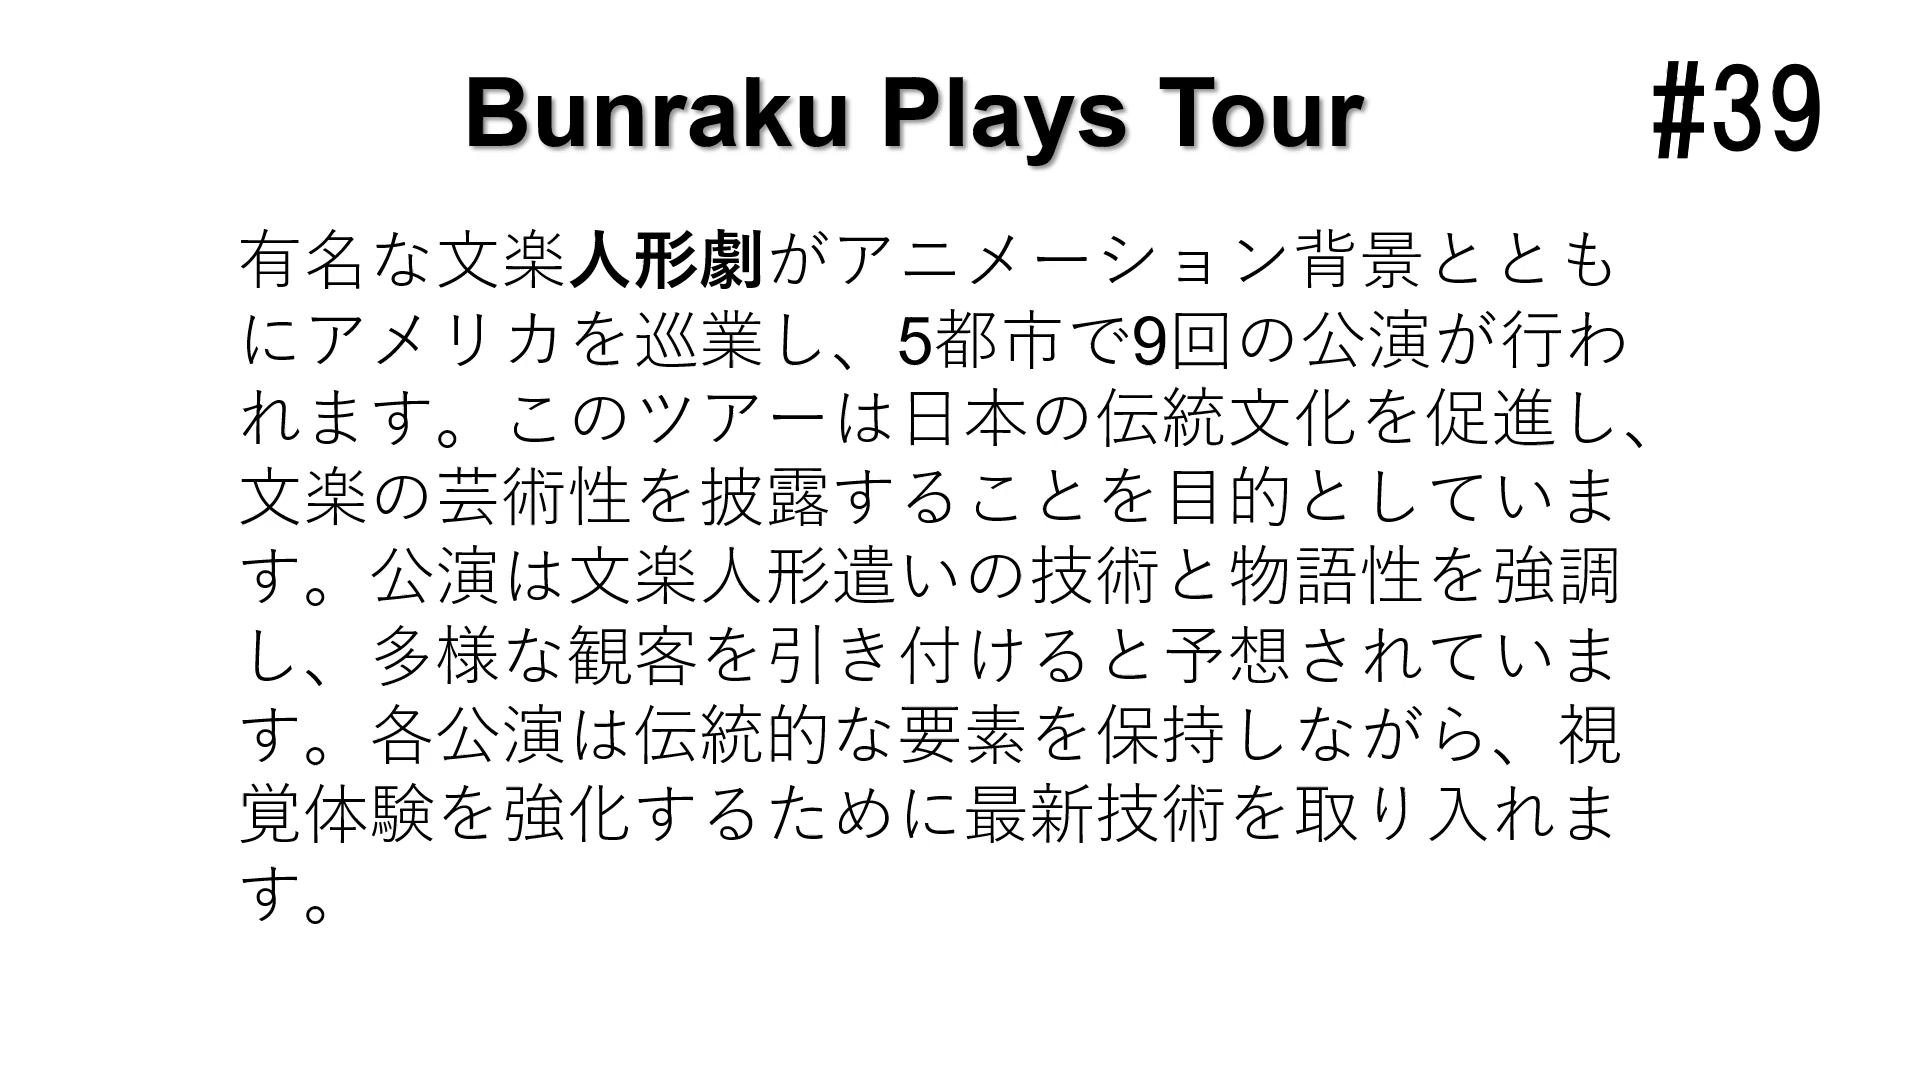 Bunraku Plays Tour
#39
有名な文楽人形劇がアニメーション背景ととも
にアメリカを巡業し、5都市で9回の公演が行わ
れます。このツアーは日本の伝統文化を促進し、
文楽の芸術性を披露することを目的としていま
す。公演は文楽人形遣いの技術と物語性を強調
し、多様な観客を引き付けると予想されていま
す。各公演は伝統的な要素を保持しながら、視
覚体験を強化するために最新技術を取り入れま
す。